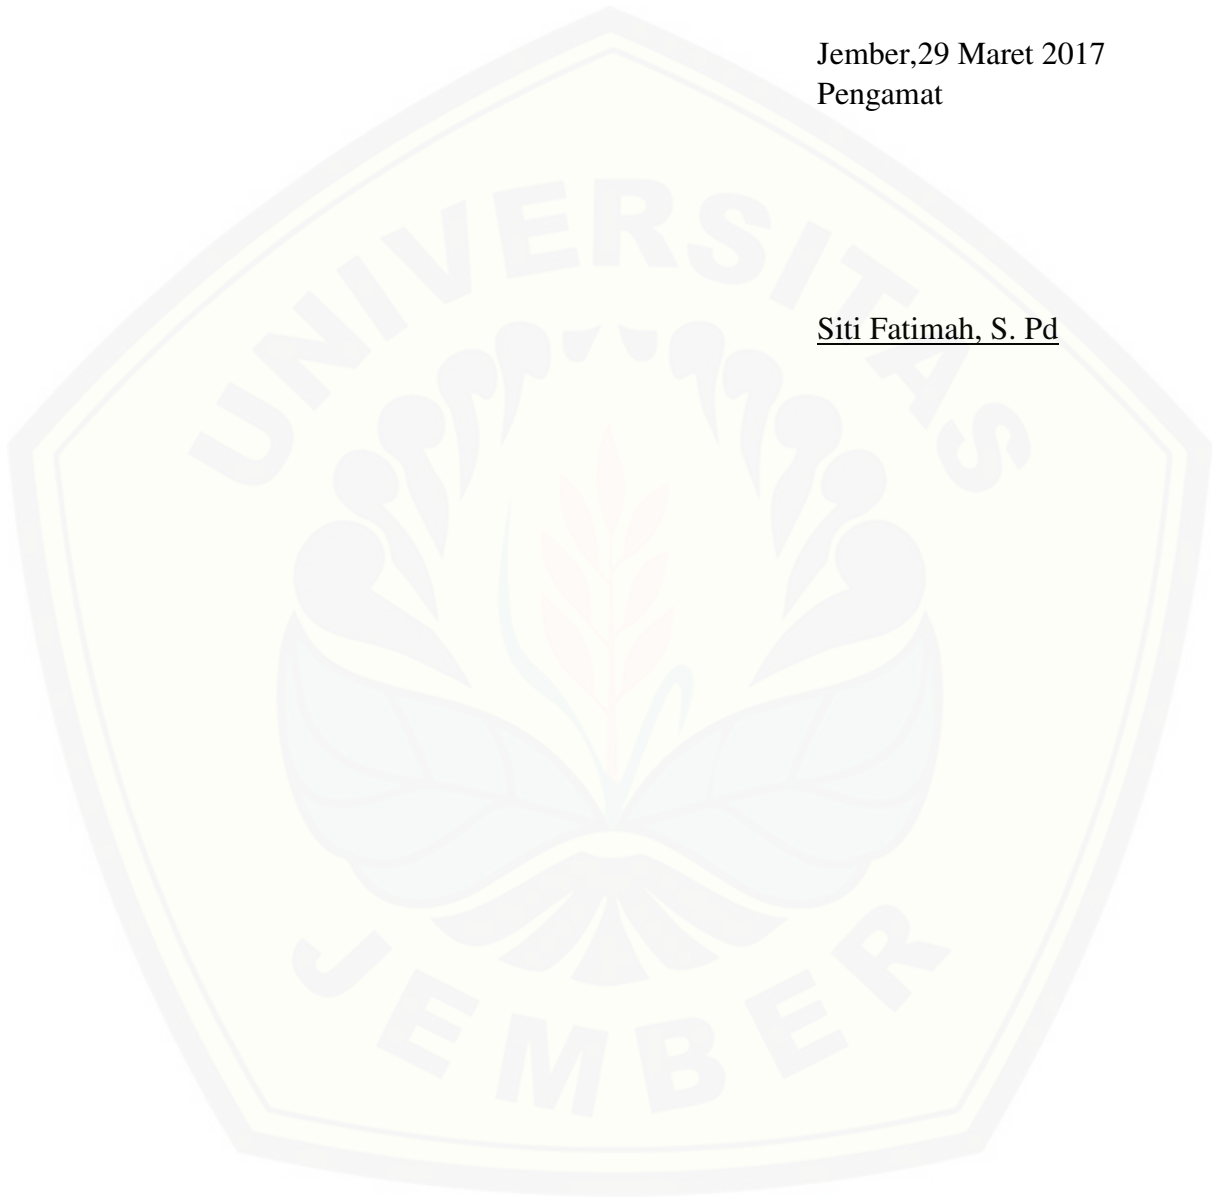 Jember,29 Maret 2017
Pengamat
UNIVERSITAS
Siti Fatimah, S. Pd
JEMBER